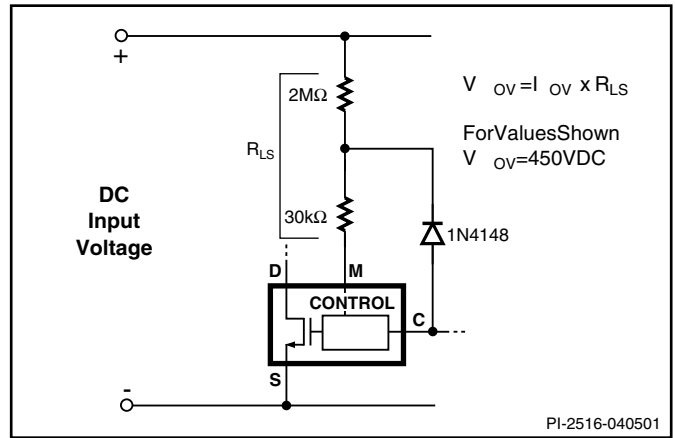 +
2MΩ
R LS
30kΩ
DC
Input
Voltage
V OV =I OV x R LS
ForValuesShown
V OV=450VDC
1N4148
D
M
CONTROL
C
S
-
PI-2516-040501